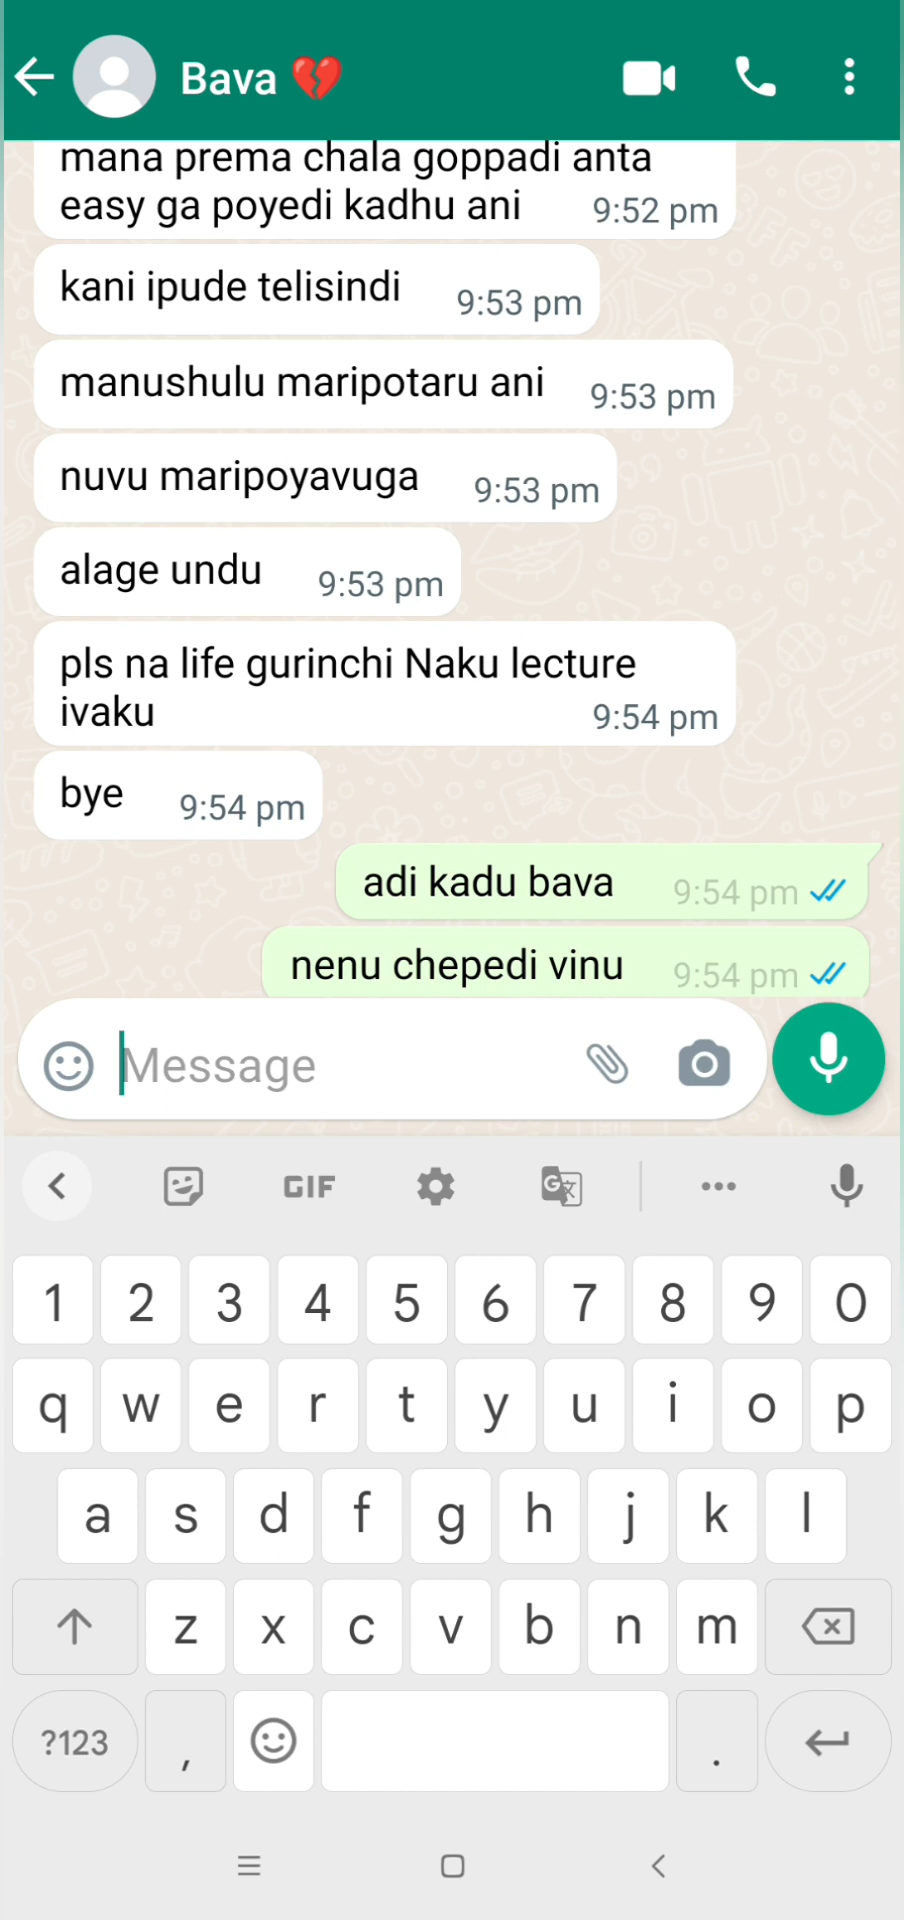 Bava 💔
mana prema chala goppadi anta
easy ga poyedi kadhu ani 9:52 pm
kani ipude telisindi 9:53 pm
manushulu maripotaru ani 9:53 pm
nuvu maripoyavuga 9:53 pm
alage undu 9:53 pm
pls na life gurinchi Naku lecture
ivaku 9:54 pm
bye 9:54 pm
adi kadu bava 9:54 pm
nenu chepedi vinu 9:54 pm
Message
GIF
1 2 3 4 5 6 7 8 9 0
q w e r t y u i o p
a s d f g h j k l
z x c v b n m
?123 , .